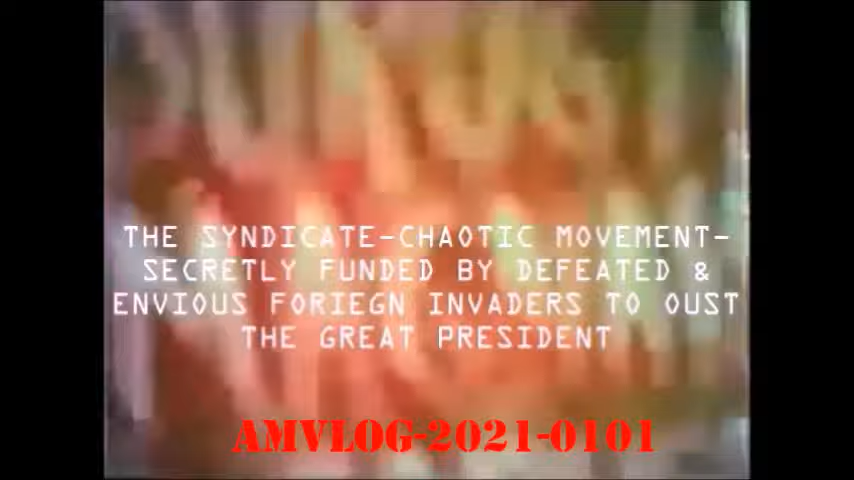 THE SYNDICATE-CHAOTIC MOVEMENT-
SECRETLY FUNDED BY DEFEATED &
ENVIOUS FORIEGN INVADERS TO OUST
THE GREAT PRESIDENT
AMVLOG-2021-0101